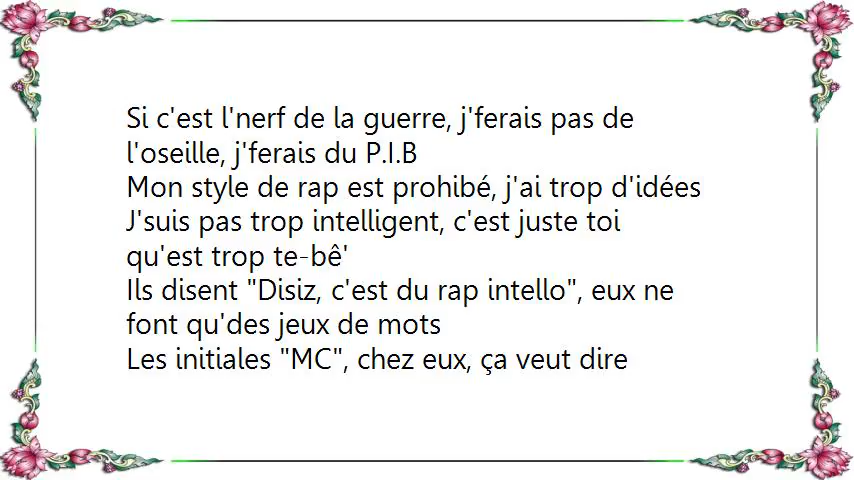 Si c'est l'nerf de la guerre, j'ferais pas de
l'oseille, j'ferais du P.I.B
Mon style de rap est prohibé, j'ai trop d'idées
J'suis pas trop intelligent, c'est juste toi
qu'est trop te-bê'
Ils disent "Disiz, c'est du rap intello", eux ne
font qu'des jeux de mots
Les initiales "MC", chez eux, ça veut dire